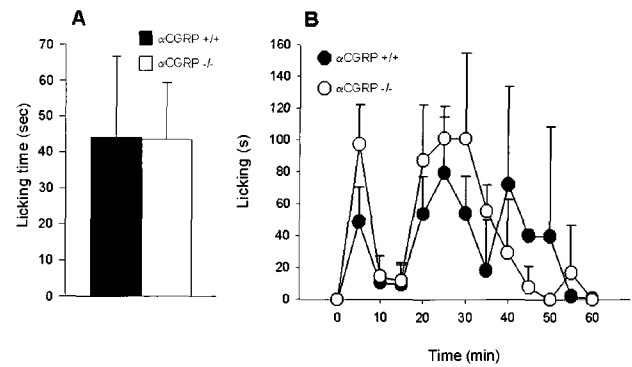 A
αCGRP +/+
αCGRP -/-
Licking time (sec)
70
60
50
40
30
20
10
0
B
αCGRP +/+
αCGRP -/-
Licking (s)
160
140
120
100
80
60
40
20
0
0 10 20 30 40 50 60
Time (min)